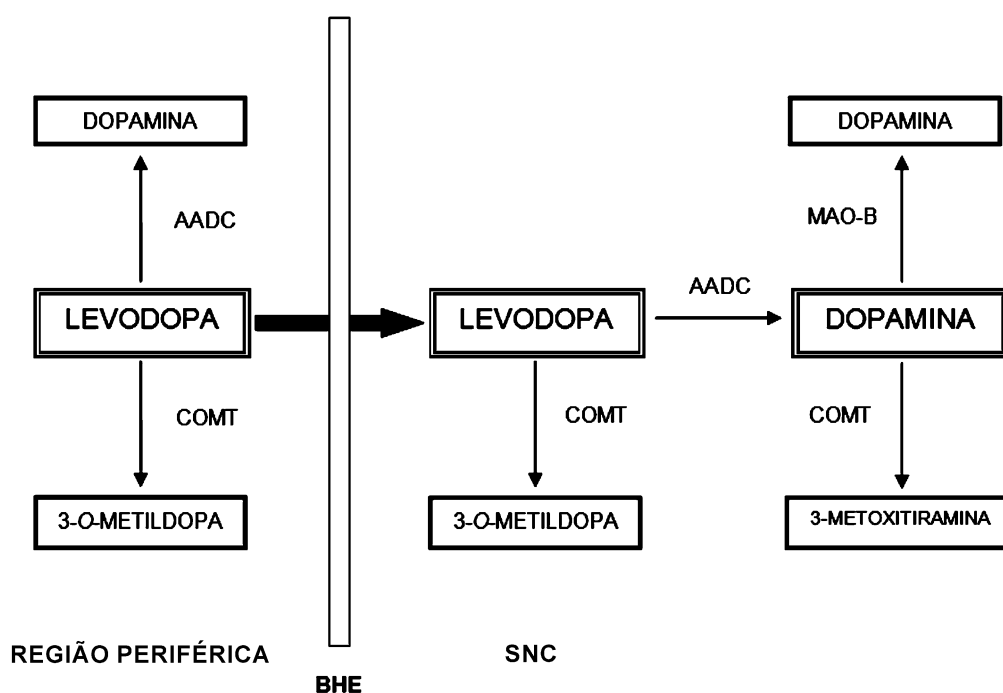 DOPAMINA
DOPAMINA
AADC
MAO-B
LEVODOPA
LEVODOPA
AADC
DOPAMINA
COMT
COMT
COMT
3-O-METILDOPA
3-O-METILDOPA
3-METOXITIRAMINA
REGIÃO PERIFÉRICA
SNC
BHE